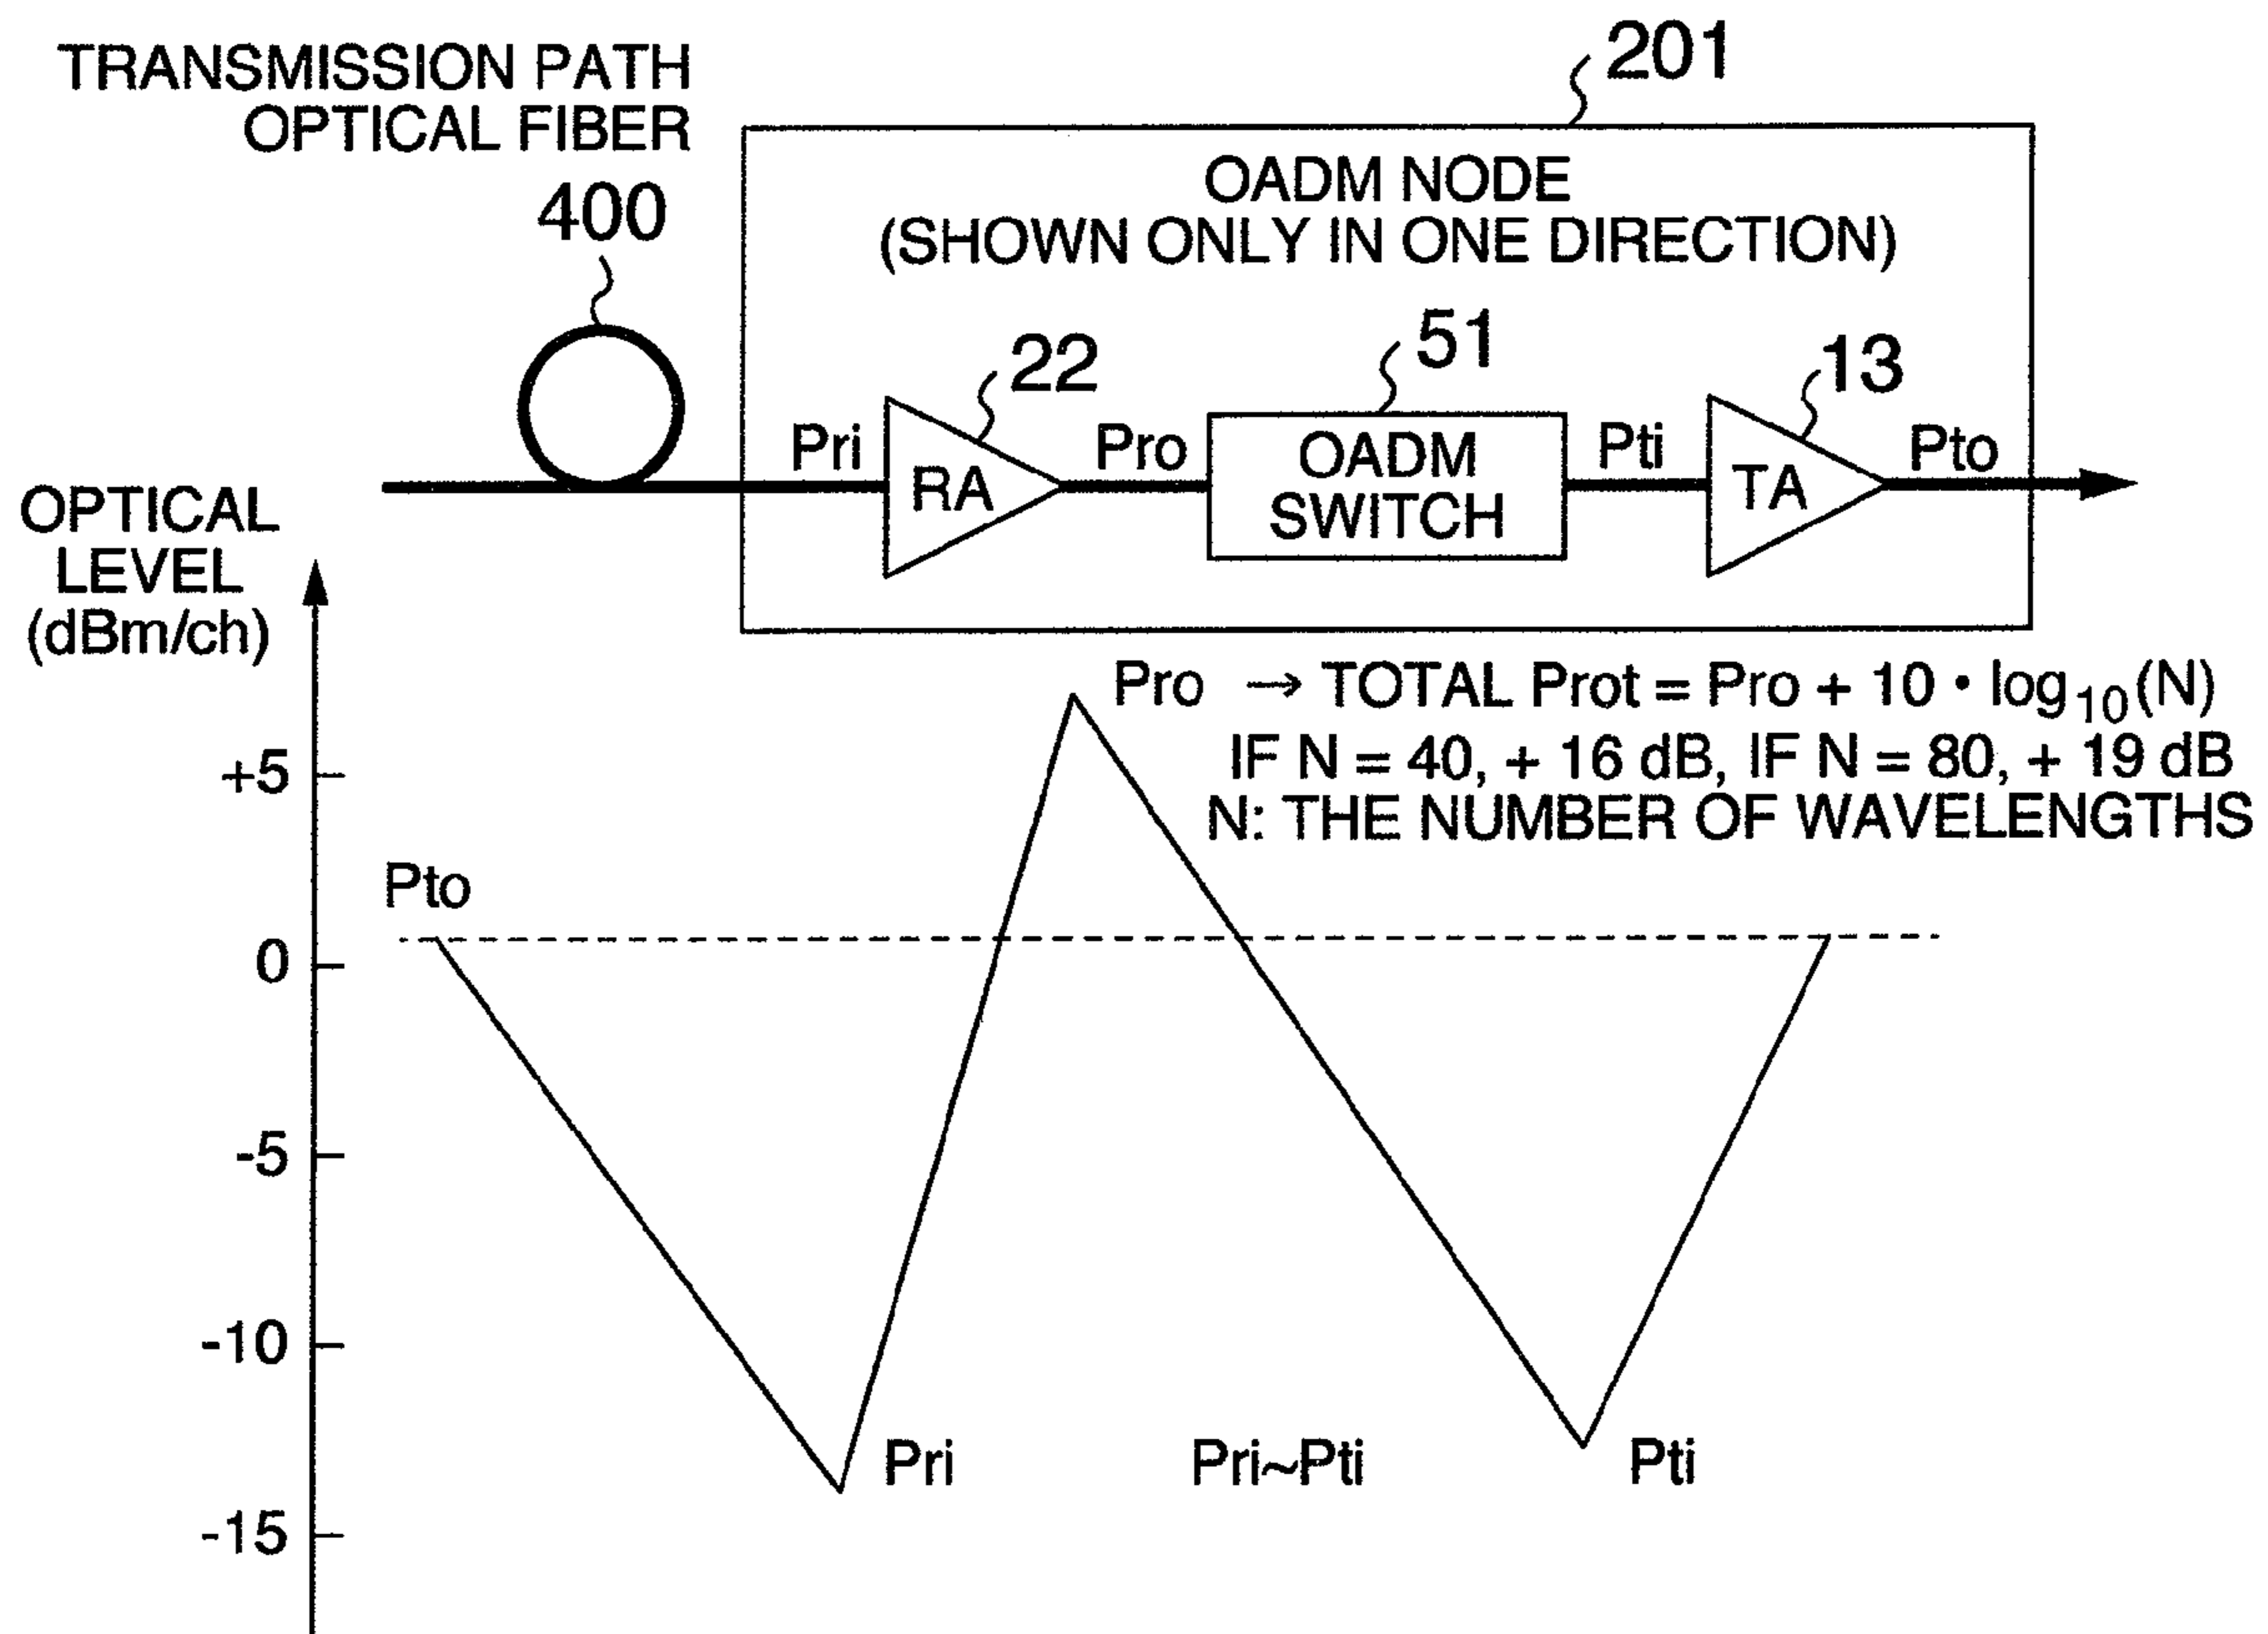 201
TRANSMISSION PATH
OPTICAL FIBER
400
OADM NODE
(SHOWN ONLY IN ONE DIRECTION)
22
51
13
Pri
RA
Pro
OADM
SWITCH
Pti
TA
Pto
OPTICAL
LEVEL
(dBm/ch)
Pro → TOTAL Prot = Pro + 10 • log10(N)
IF N = 40, + 16 dB, IF N = 80, + 19 dB
N: THE NUMBER OF WAVELENGTHS
+5
Pto
0
-5
-10
Pri
Pri~Pti
Pti
-15